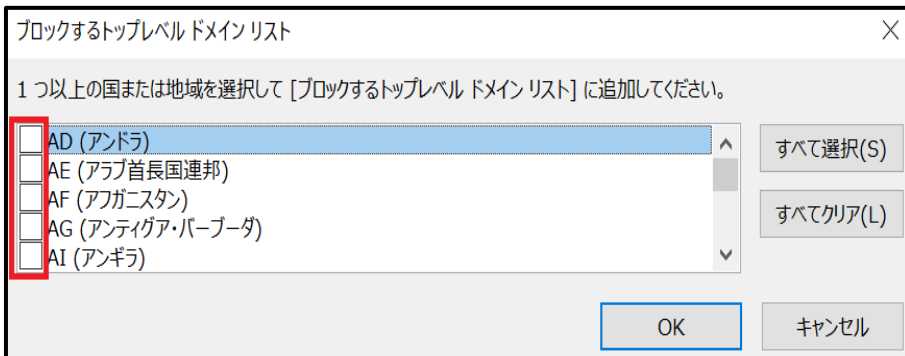 ブロックするトップレベル ドメイン リスト
1 つ以上の国または地域を選択して [ブロックするトップレベル ドメイン リスト] に追加してください。
AD (アンドラ)
AE (アラブ首長国連邦)
AF (アフガニスタン)
AG (アンティグア・バーブーダ)
AI (アンギラ)
すべて選択(S)
すべてクリア(L)
OK
キャンセル